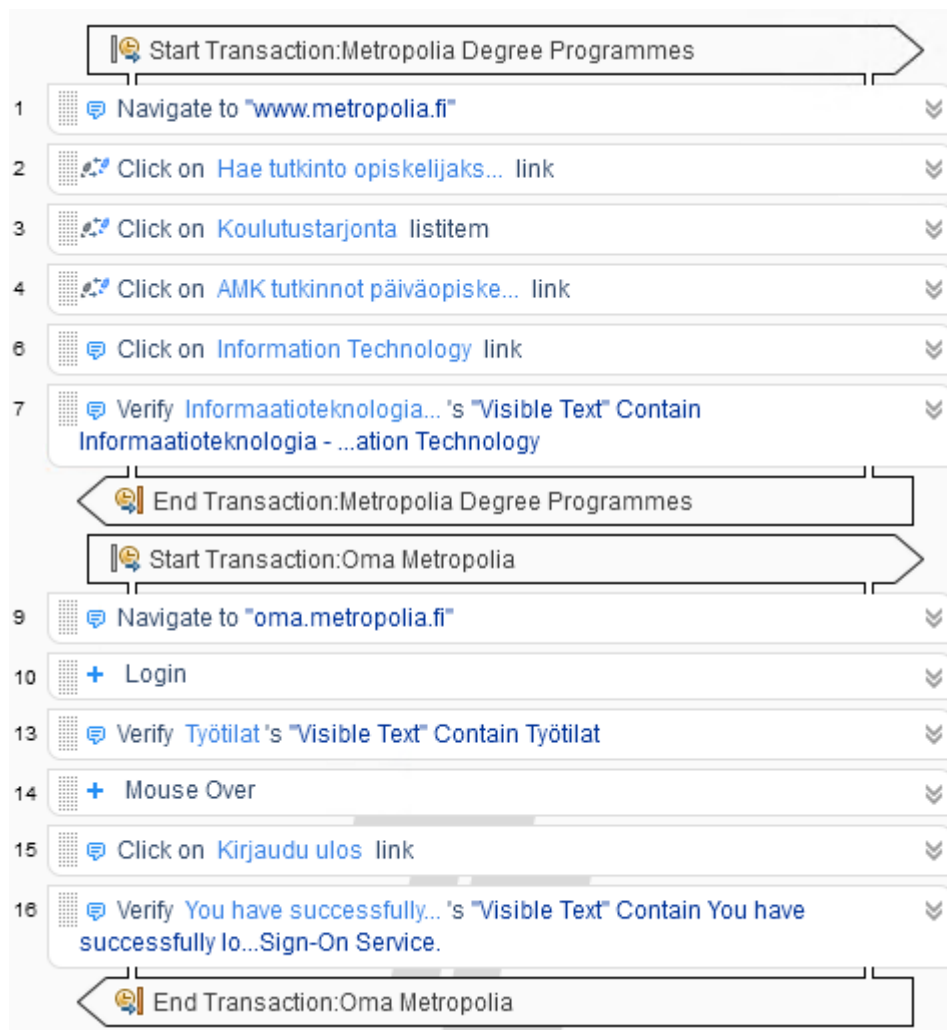 Start Transaction:Metropolia Degree Programmes
1 Navigate to "www.metropolia.fi"
2 Click on Hae tutkinto opiskelijaks... link
3 Click on Koulutustarjonta listitem
4 Click on AMK tutkinnot päiväopiske... link
6 Click on Information Technology link
7 Verify Informaatioteknologia... 's "Visible Text" Contain
Informaatioteknologia - ...ation Technology
End Transaction:Metropolia Degree Programmes
Start Transaction:Oma Metropolia
9 Navigate to "oma.metropolia.fi"
10 + Login
13 Verify Työtilat 's "Visible Text" Contain Työtilat
14 + Mouse Over
15 Click on Kirjaudu ulos link
16 Verify You have successfully... 's "Visible Text" Contain You have
successfully lo...Sign-On Service.
End Transaction:Oma Metropolia